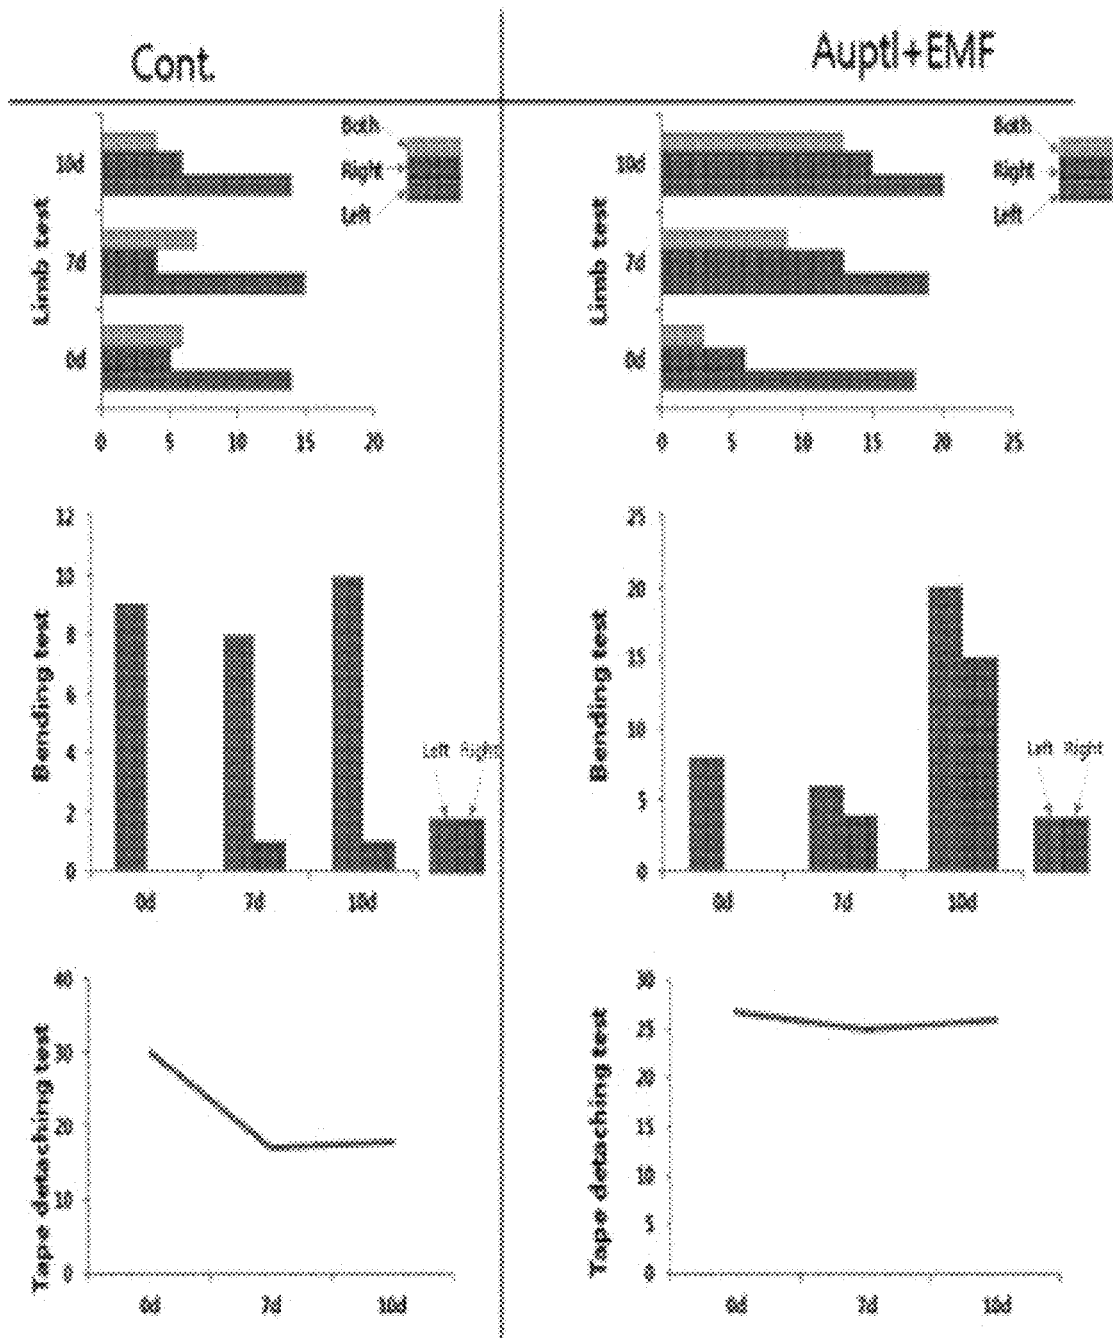 Cont.
Auptl+EMF
Limb test
10d
7d
0d
Both
Right
Left
0 5 10 15 20
Limb test
10d
7d
0d
Both
Right
Left
0 5 10 15 20 25
Bending test
12
10
8
6
4
2
0
0d 7d 10d
Left Right
Bending test
25
20
15
10
5
0
0d 7d 10d
Left Right
Tape detaching test
40
30
20
10
0
0d 7d 10d
Tape detaching test
30
25
20
15
10
5
0
0d 7d 10d